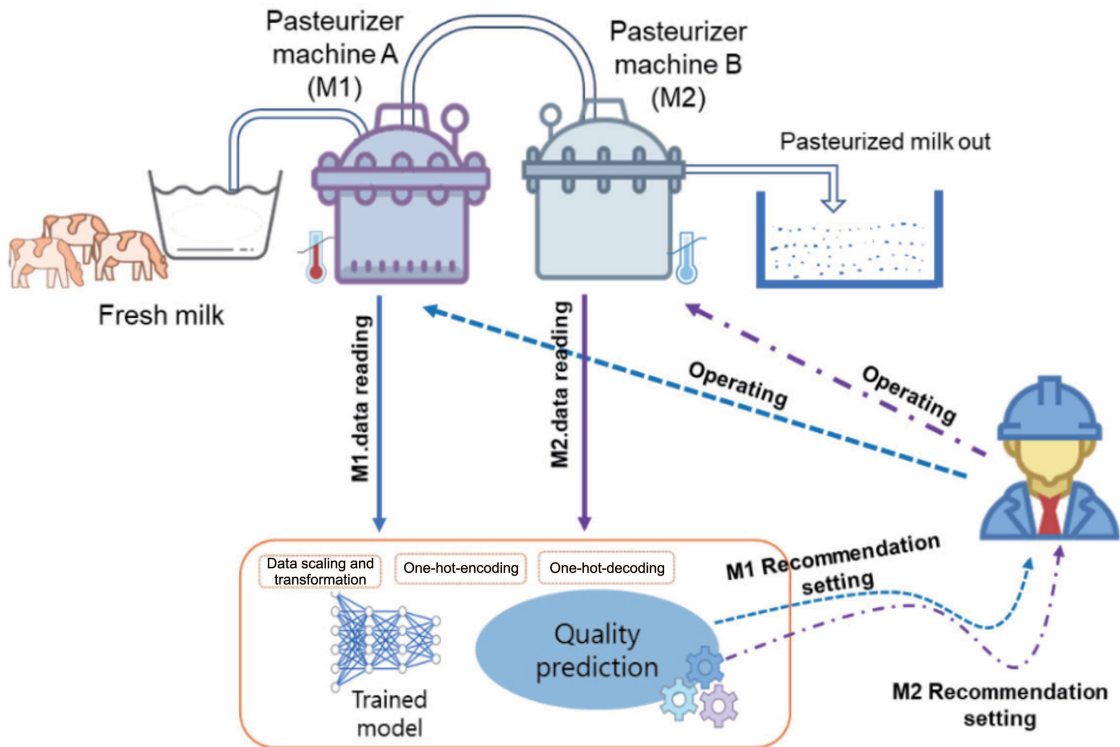 Pasteurizer
machine A
(M1)
Pasteurizer
machine B
(M2)
Pasteurized milk out
Fresh milk
M1.data reading
M2.data reading
Operating
Operating
Data scaling and
transformation
One-hot-encoding
One-hot-decoding
M1 Recommendation
setting
Quality
prediction
Trained
model
M2 Recommendation
setting